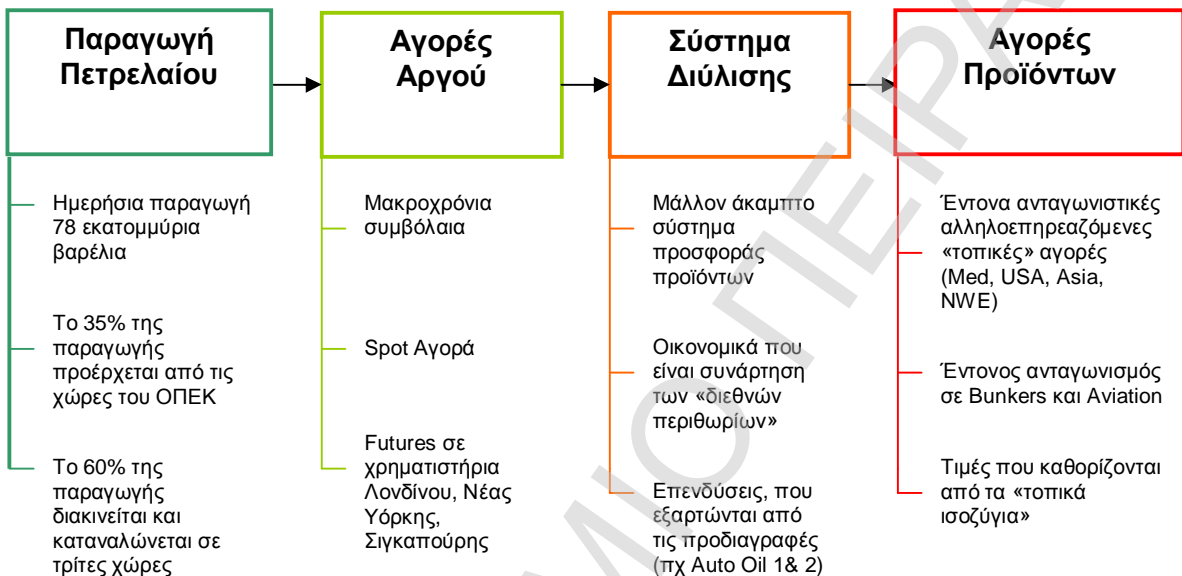 Παραγωγή
Πετρελαίου
Ημερήσια παραγωγή
78 εκατομμύρια
βαρέλια
Το 35% της
παραγωγής
προέρχεται από τις
χώρες του ΟΠΕΚ
Το 60% της
παραγωγής
διακινείται και
καταναλώνεται σε
τρίτες χώρες
Αγορές
Αργού
Μακροχρόνια
συμβόλαια
Spot Αγορά
Futures σε
χρηματιστήρια
Λονδίνου, Νέας
Υόρκης,
Σιγκαπούρης
Σύστημα
Διύλισης
Μάλλον άκαμπτο
σύστημα
προσφοράς
προϊόντων
Οικονομικά που
είναι συνάρτηση
των «διεθνών
περιθωρίων»
Επενδύσεις, που
εξαρτώνται από
τις προδιαγραφές
(πχ Auto Oil 1& 2)
Αγορές
Προϊόντων
Έντονα ανταγωνιστικές
αλληλοεπηρεαζόμενες
«τοπικές» αγορές
(Med, USA, Asia,
NWE)
Έντονος ανταγωνισμός
σε Bunkers και Aviation
Τιμές που καθορίζονται
από τα «τοπικά
ισοζύγια»